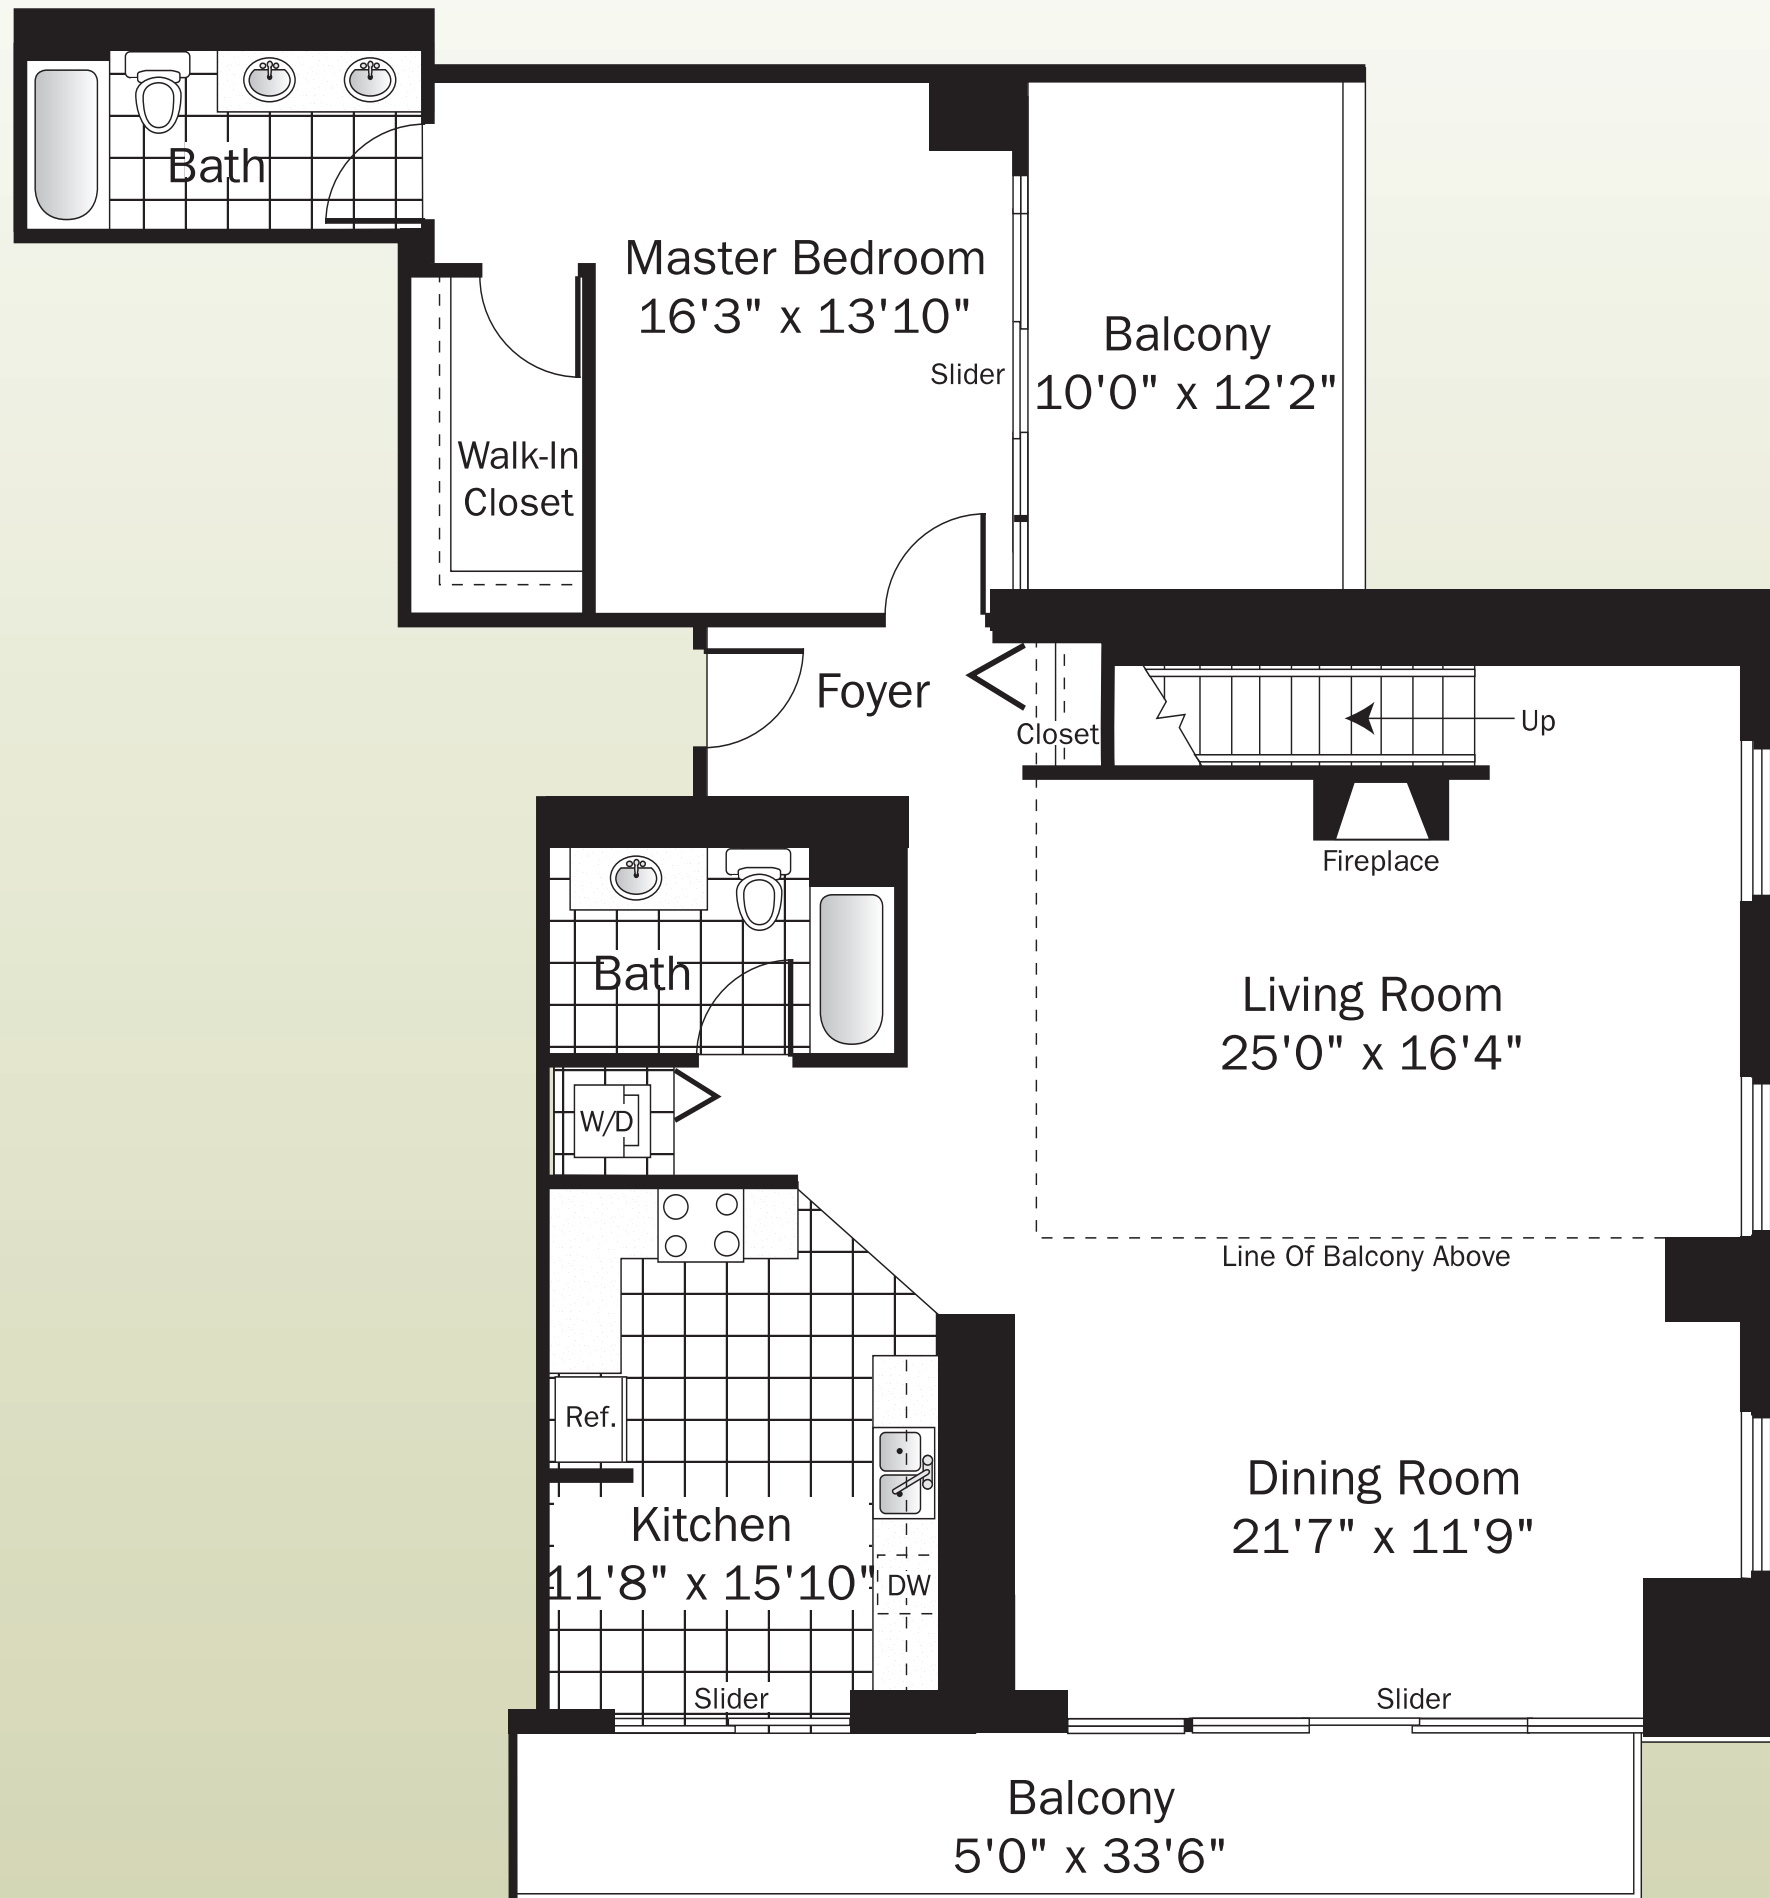 Bath
Master Bedroom
16'3" x 13'10"
Slider
Balcony
10'0" x 12'2"
Walk-In
Closet
Foyer
Closet
Up
Fireplace
Bath
Living Room
25'0" x 16'4"
W/D
Line Of Balcony Above
Ref.
Kitchen
11'8" x 15'10"
DW
Dining Room
21'7" x 11'9"
Slider
Slider
Balcony
5'0" x 33'6"